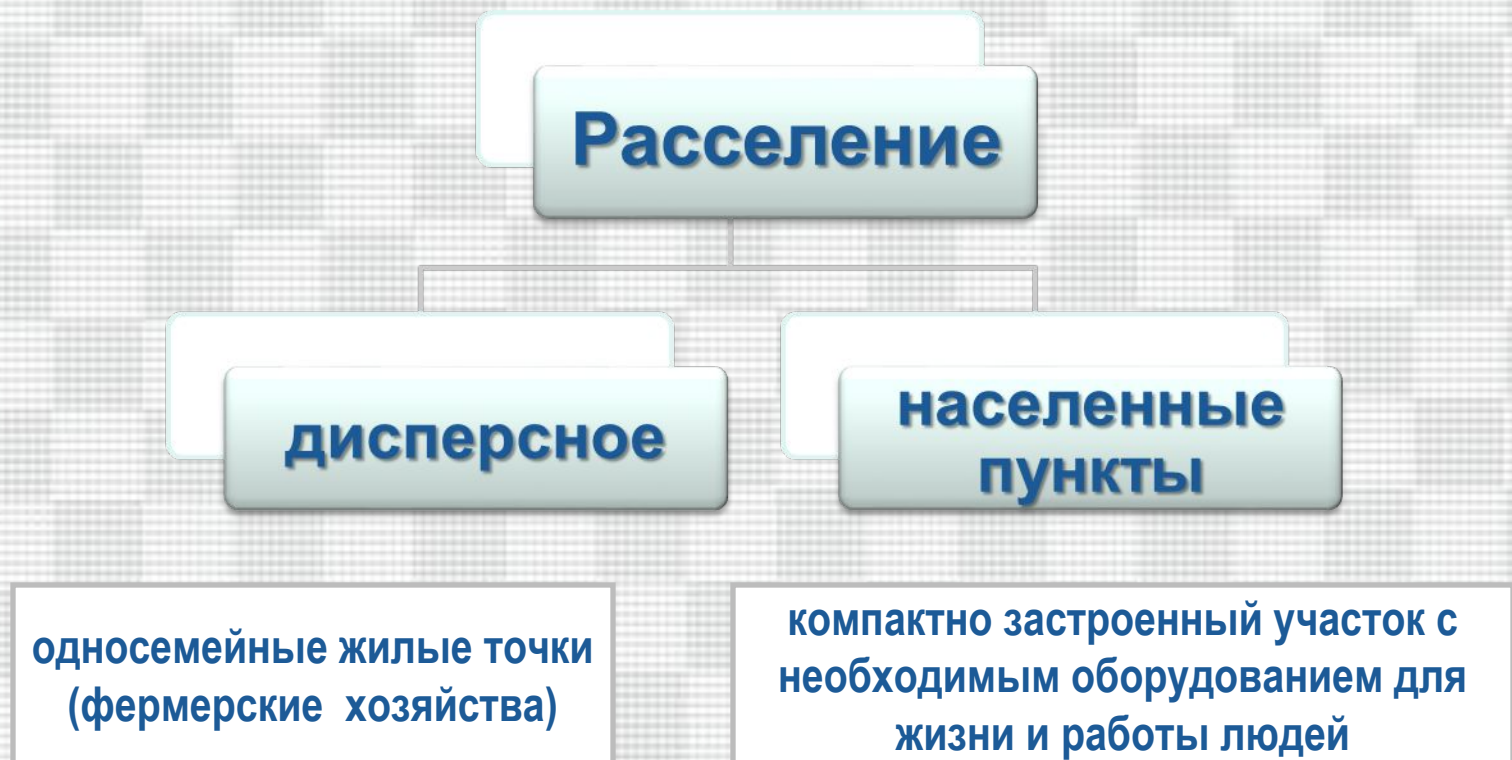 Расселение
дисперсное
населенные
пункты
односемейные жилые точки
(фермерские хозяйства)
компактно застроенный участок с
необходимым оборудованием для
жизни и работы людей